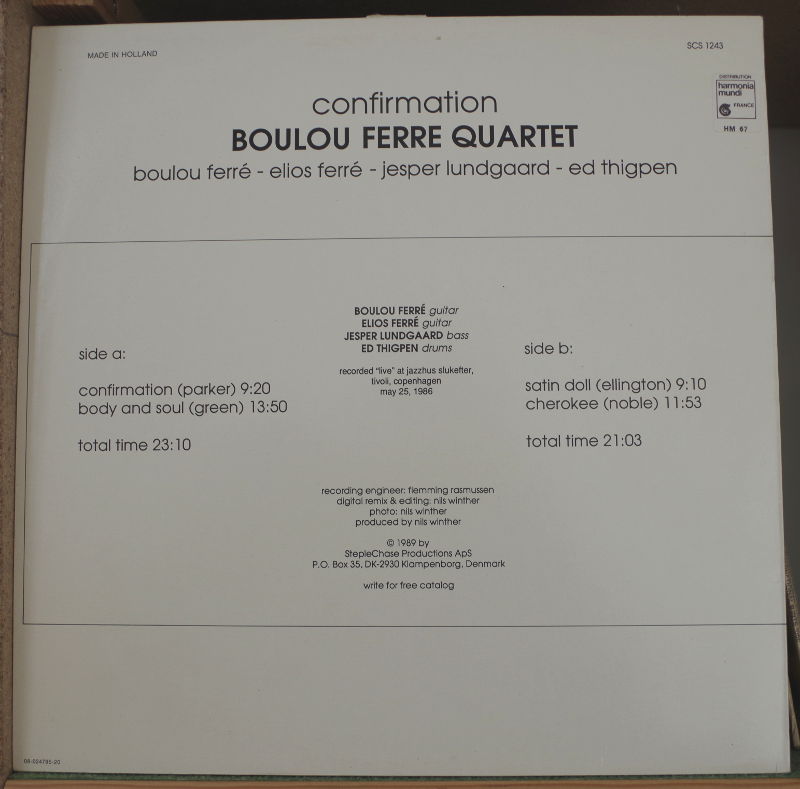 MADE IN HOLLAND
SCS 1243
DISTRIBUTION
harmonia
mundi
FRANCE
HM 67
confirmation
BOULOU FERRE QUARTET
boulou ferré - elios ferré - jesper lundgaard - ed thigpen
side a:
confirmation (parker) 9:20
body and soul (green) 13:50
total time 23:10
BOULOU FERRÉ guitar
ELIOS FERRÉ guitar
JESPER LUNDGAARD bass
ED THIGPEN drums
recorded "live" at jazzhus slukefter,
tivoli, copenhagen
may 25, 1986
side b:
satin doll (ellington) 9:10
cherokee (noble) 11:53
total time 21:03
recording engineer: flemming rasmussen
digital remix & editing: nils winther
photo: nils winther
produced by nils winther
© 1989 by
StepleChase Productions ApS
P.O. Box 35, DK-2930 Klampenborg, Denmark
write for free catalog
08-024795-20